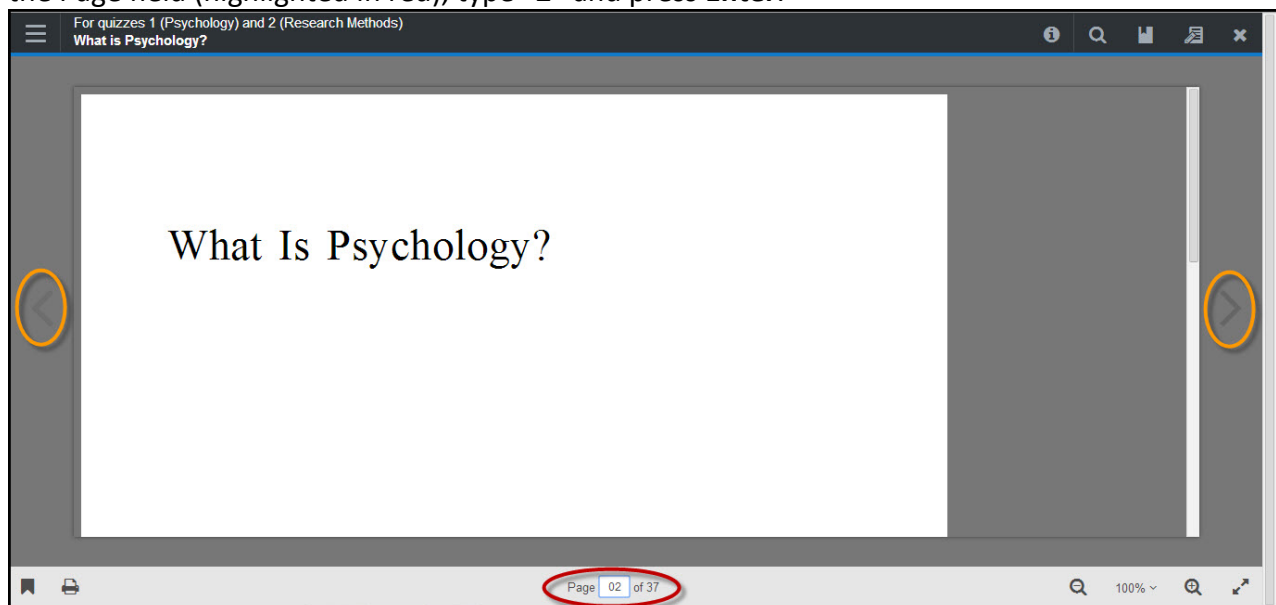 the Page field (highlighted in red), type "2" and press Enter.
For quizzes 1 (Psychology) and 2 (Research Methods)
What is Psychology?
What Is Psychology?
Page 02 of 37
100%